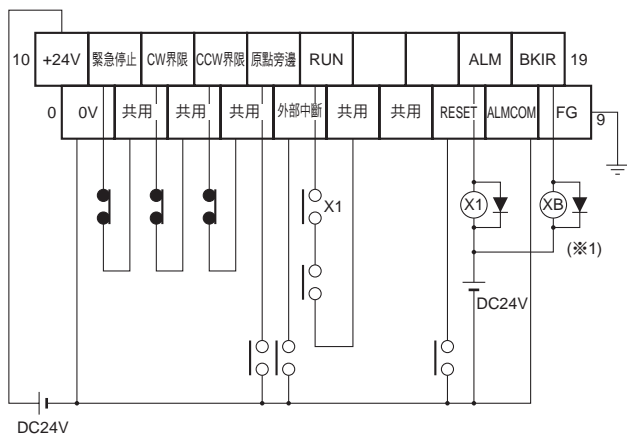 10 +24V 緊急停止 CW界限 CCW界限 原點旁邊 RUN ALM BKIR 19
0 0V 共用 共用 共用 外部中斷 共用 共用 RESET ALMCOM FG 9
X1
X1 XB
(※1)
DC24V
DC24V